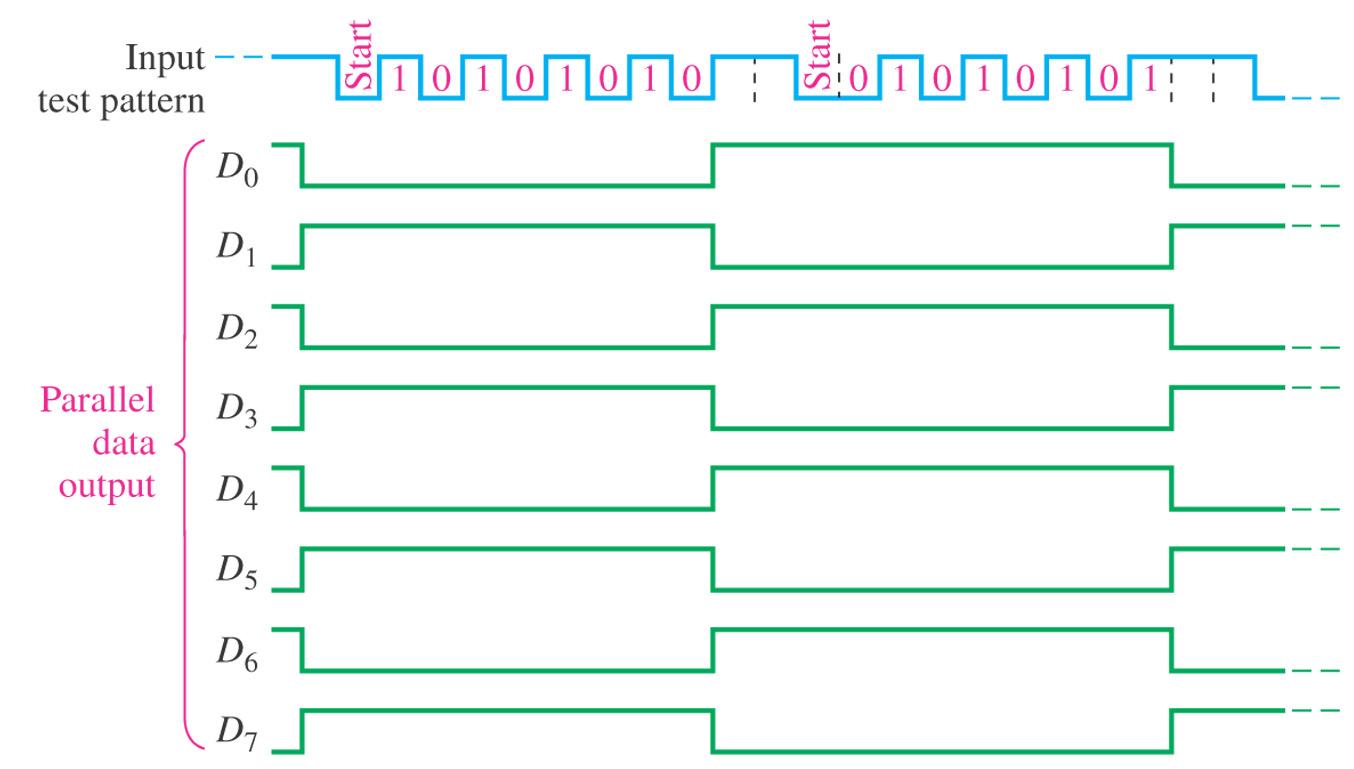 Input
test pattern
Start 1 0 1 0 1 0 1 0 Start 0 1 0 1 0 1 0 1
D0
D1
D2
D3
D4
D5
D6
D7
Parallel
data
output